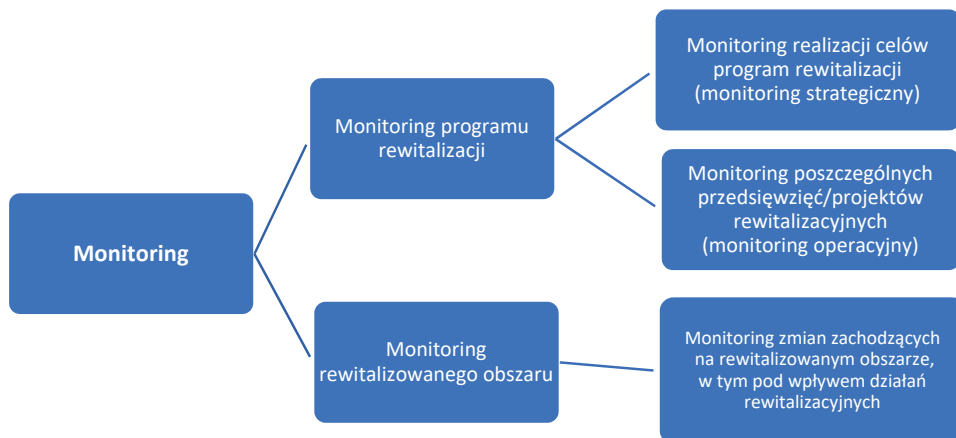 Monitoring
Monitoring programu
rewitalizacji
Monitoring realizacji celów
program rewitalizacji
(monitoring strategiczny)
Monitoring poszczególnych
przedsięwzięć/projektów
rewitalizacyjnych
(monitoring operacyjny)
Monitoring
rewitalizowanego obszaru
Monitoring zmian zachodzących
na rewitalizowanym obszarze,
w tym pod wpływem działań
rewitalizacyjnych